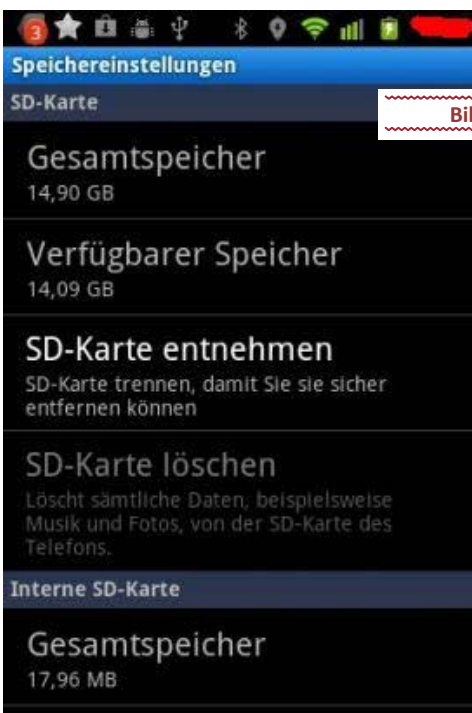 3
Speichereinstellungen
SD-Karte
Bil
Gesamtspeicher
14,90 GB
Verfügbarer Speicher
14,09 GB
SD-Karte entnehmen
SD-Karte trennen, damit Sie sie sicher
entfernen können
SD-Karte löschen
Löscht sämtliche Daten, beispielsweise
Musik und Fotos, von der SD-Karte des
Telefons.
Interne SD-Karte
Gesamtspeicher
17,96 MB